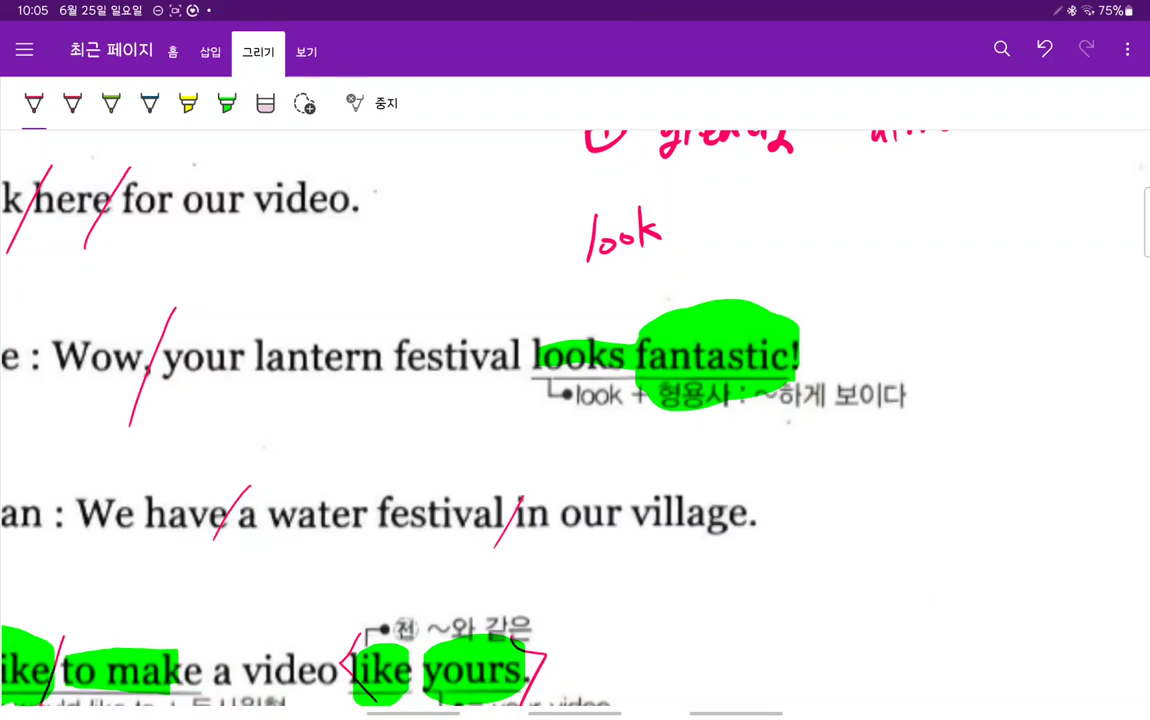 10:05 6월 25일 일요일 75%
최근 페이지 홈 삽입 그리기 보기
중지
k here for our video.
look
e : Wow, your lantern festival looks fantastic!
look + 형용사 : ~하게 보이다
an : We have a water festival in our village.
전 ~와 같은
ike to make a video like yours.